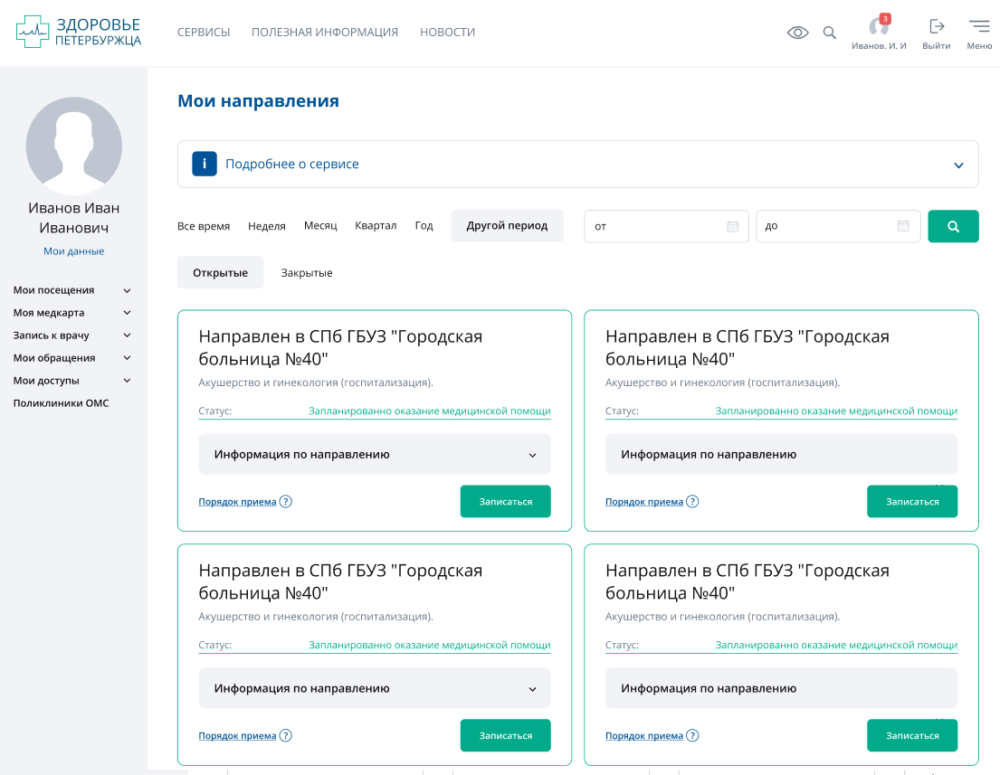 ЗДОРОВЬЕ
ПЕТЕРБУРЖЦА
СЕРВИСЫ ПОЛЕЗНАЯ ИНФОРМАЦИЯ НОВОСТИ
3
Иванов. И. И Выйти Меню
Иванов Иван
Иванович
Мои данные
Мои посещения
Моя медкарта
Запись к врачу
Мои обращения
Мои доступы
Поликлиники ОМС
Мои направления
i Подробнее о сервисе
Все время Неделя Месяц Квартал Год Другой период от до
Открытые Закрытые
Направлен в СПб ГБУЗ "Городская
больница №40"
Акушерство и гинекология (госпитализация).
Статус: Запланированно оказание медицинской помощи
Информация по направлению
Порядок приема ? Записаться
Направлен в СПб ГБУЗ "Городская
больница №40"
Акушерство и гинекология (госпитализация).
Статус: Запланированно оказание медицинской помощи
Информация по направлению
Порядок приема ? Записаться
Направлен в СПб ГБУЗ "Городская
больница №40"
Акушерство и гинекология (госпитализация).
Статус: Запланированно оказание медицинской помощи
Информация по направлению
Порядок приема ? Записаться
Направлен в СПб ГБУЗ "Городская
больница №40"
Акушерство и гинекология (госпитализация).
Статус: Запланированно оказание медицинской помощи
Информация по направлению
Порядок приема ? Записаться